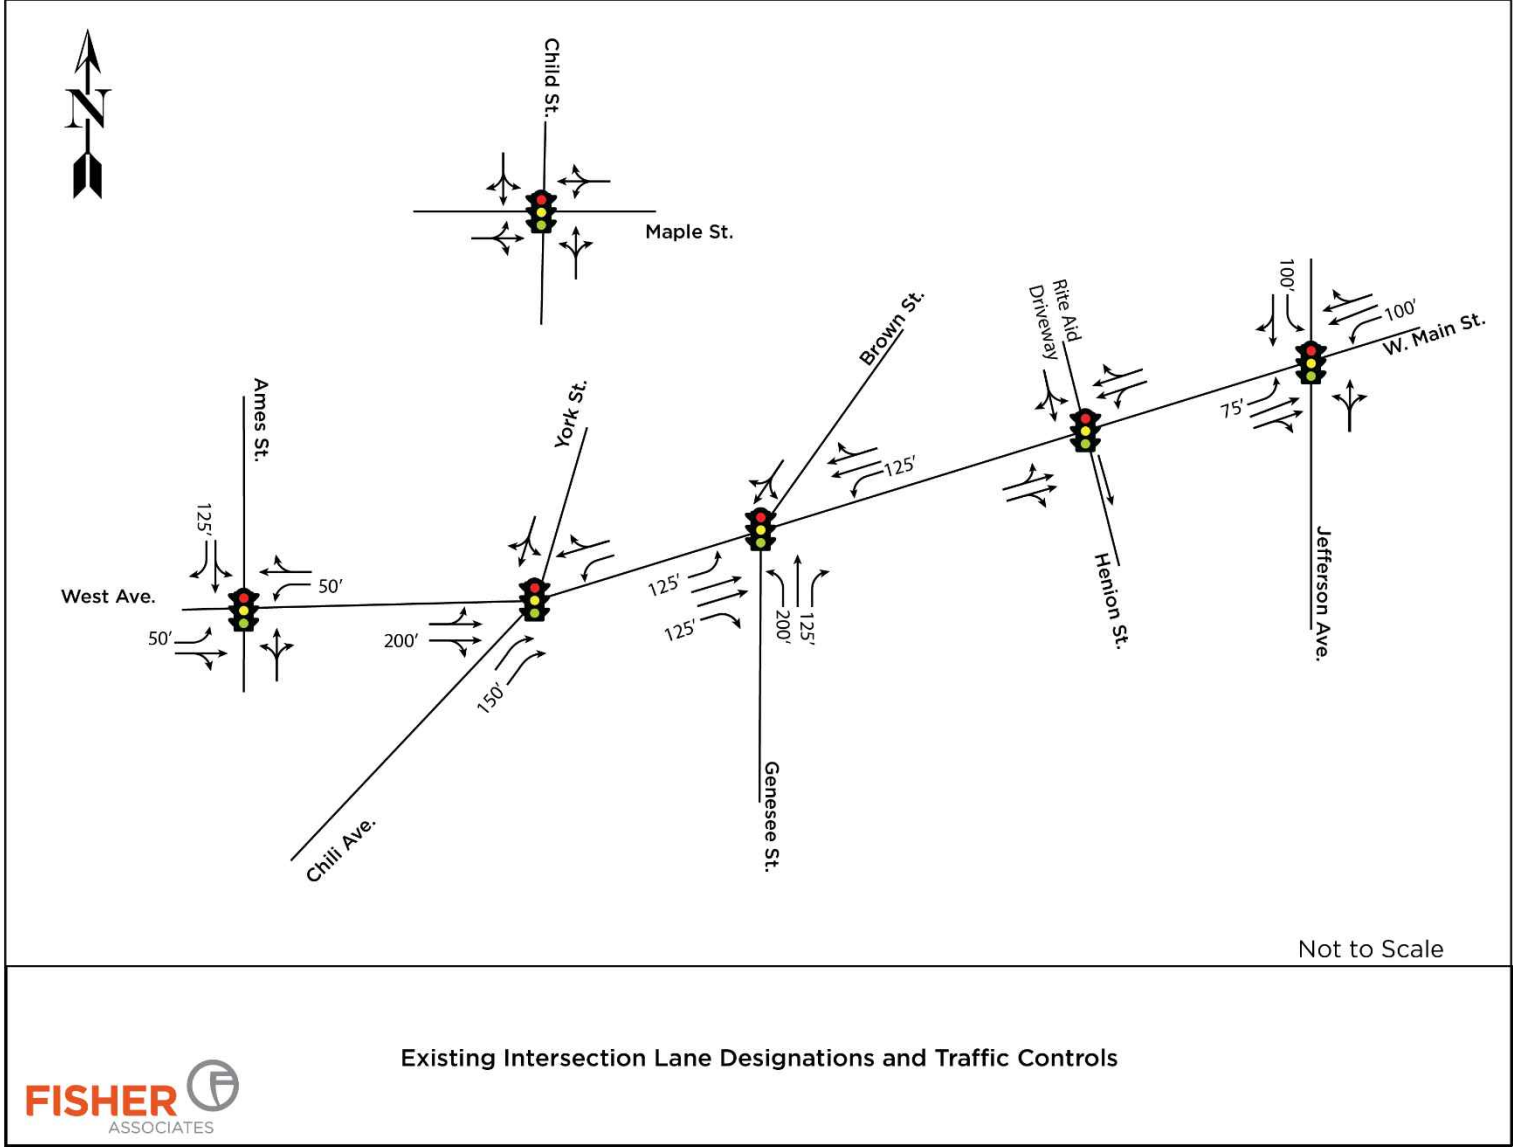 N
Child St.
Maple St.
Brown St.
Rite Aid
Driveway
100'
100'
W. Main St.
75'
Ames St.
York St.
125'
125'
West Ave.
50'
50'
200'
150'
125'
125'
200'
125'
Henion St.
Jefferson Ave.
Chili Ave.
Genesee St.
Not to Scale
Existing Intersection Lane Designations and Traffic Controls
FISHER
ASSOCIATES